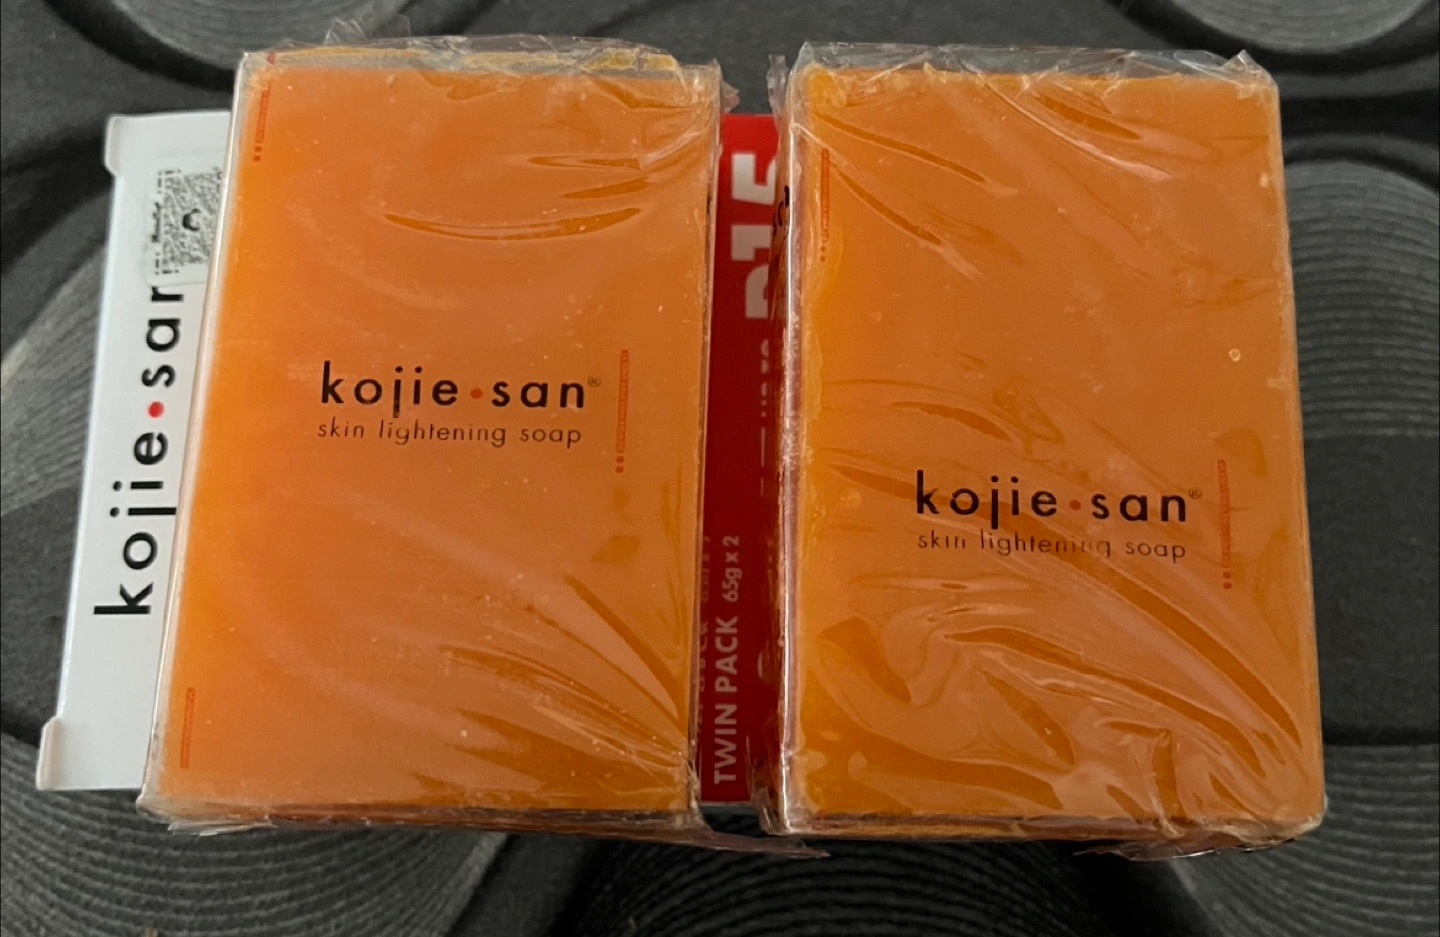 kojie•san
kojie•san®
skin lightening soap
TWIN PACK 65g x 2
kojie•san®
skin lightening soap